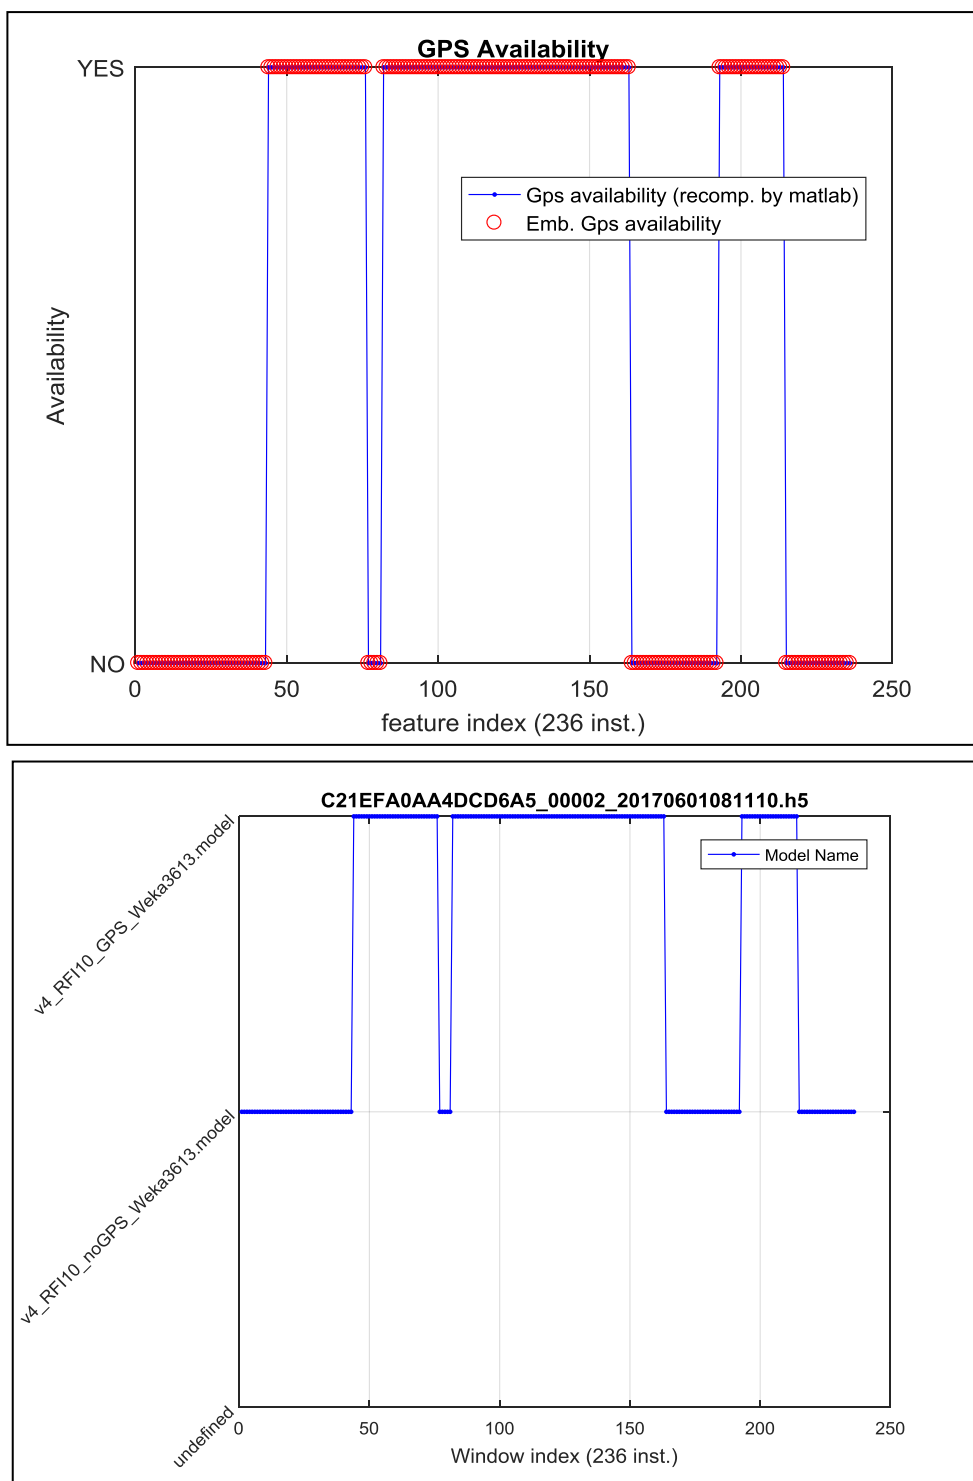 GPS Availability
YES
Gps availability (recomp. by matlab)
Emb. Gps availability
Availability
NO
0 50 100 150 200 250
feature index (236 inst.)
C21EFA0AA4DCD6A5_00002_20170601081110.h5
v4_RFI10_GPS_Weka3613.model
Model Name
v4_RFI10_noGPS_Weka3613.model
undefined
0 50 100 150 200 250
Window index (236 inst.)